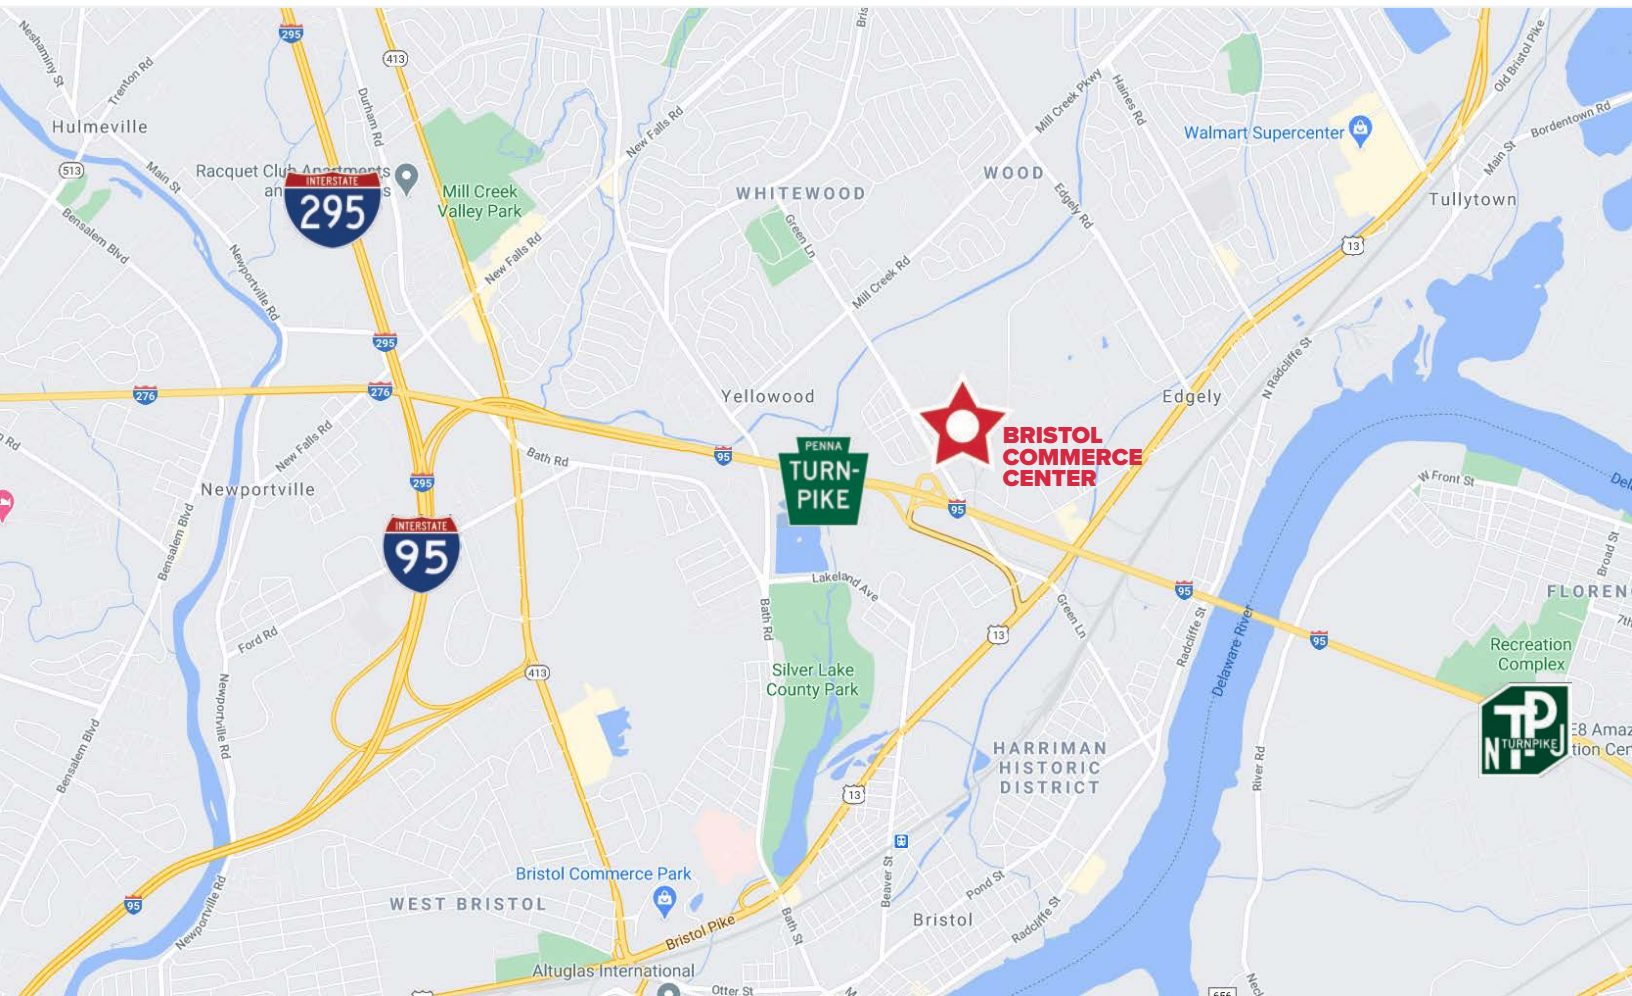 Neshaminy St
Trenton Rd
Hulmeville
513
Main St
Bensalem Blvd
Newportville Rd
295
413
Durham Rd
Racquet Club Apartments
an
s
INTERSTATE
295
Mill Creek
Valley Park
New Falls Rd
New Falls Rd
WHITEWOOD
Green Ln
Mill Creek Rd
WOOD
Edgely Rd
Mill Creek Pkwy
Haines Rd
Walmart Supercenter
Old Bristol Pike
Bordentown Rd
Main St
Tullytown
13
295
276
276
Yellowood
Edgely
N Radcliffe St
BRISTOL
COMMERCE
CENTER
PENNA
TURN-
PIKE
95
95
New Falls Rd
Bath Rd
Newportville
295
INTERSTATE
95
Bensalem Blvd
Ford Rd
Newportville Rd
Bensalem Blvd
Lakeland Ave
Bath Rd
Silver Lake
County Park
13
Green Ln
Radcliffe St
95
Delaware River
95
W Front St
Broad St
FLOREN
7th
Recreation
Complex
NTPJ
TURNPIKE
E8 Amaz
tion Cen
413
HARRIMAN
HISTORIC
DISTRICT
River Rd
13
Bristol Commerce Park
WEST BRISTOL
95
Newportville Rd
Bristol Pike
Bath St
Beaver St
Pond St
Bristol
Radcliffe St
Altuglas International
Otter St